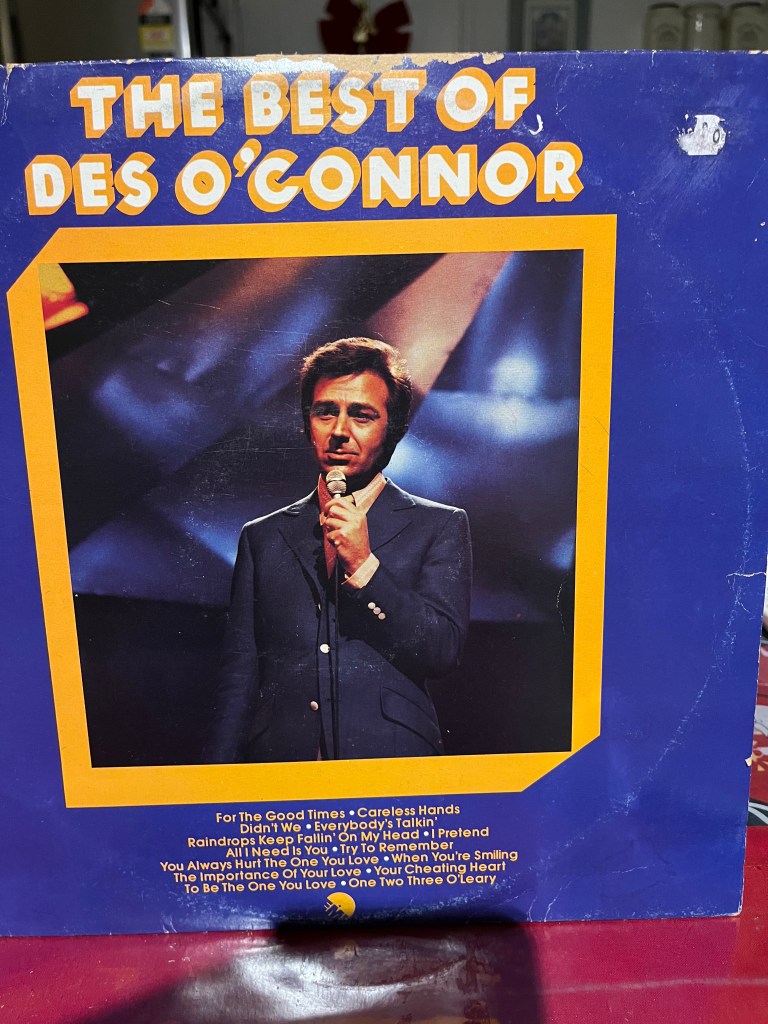 THE BEST OF
DES O'CONNOR
For The Good Times • Careless Hands
Didn't We • Everybody's Talkin'
Raindrops Keep Fallin' On My Head • I Pretend
All I Need Is You • Try To Remember
You Always Hurt The One You Love • When You're Smiling
The Importance Of Your Love • Your Cheating Heart
To Be The One You Love • One Two Three O'Leary